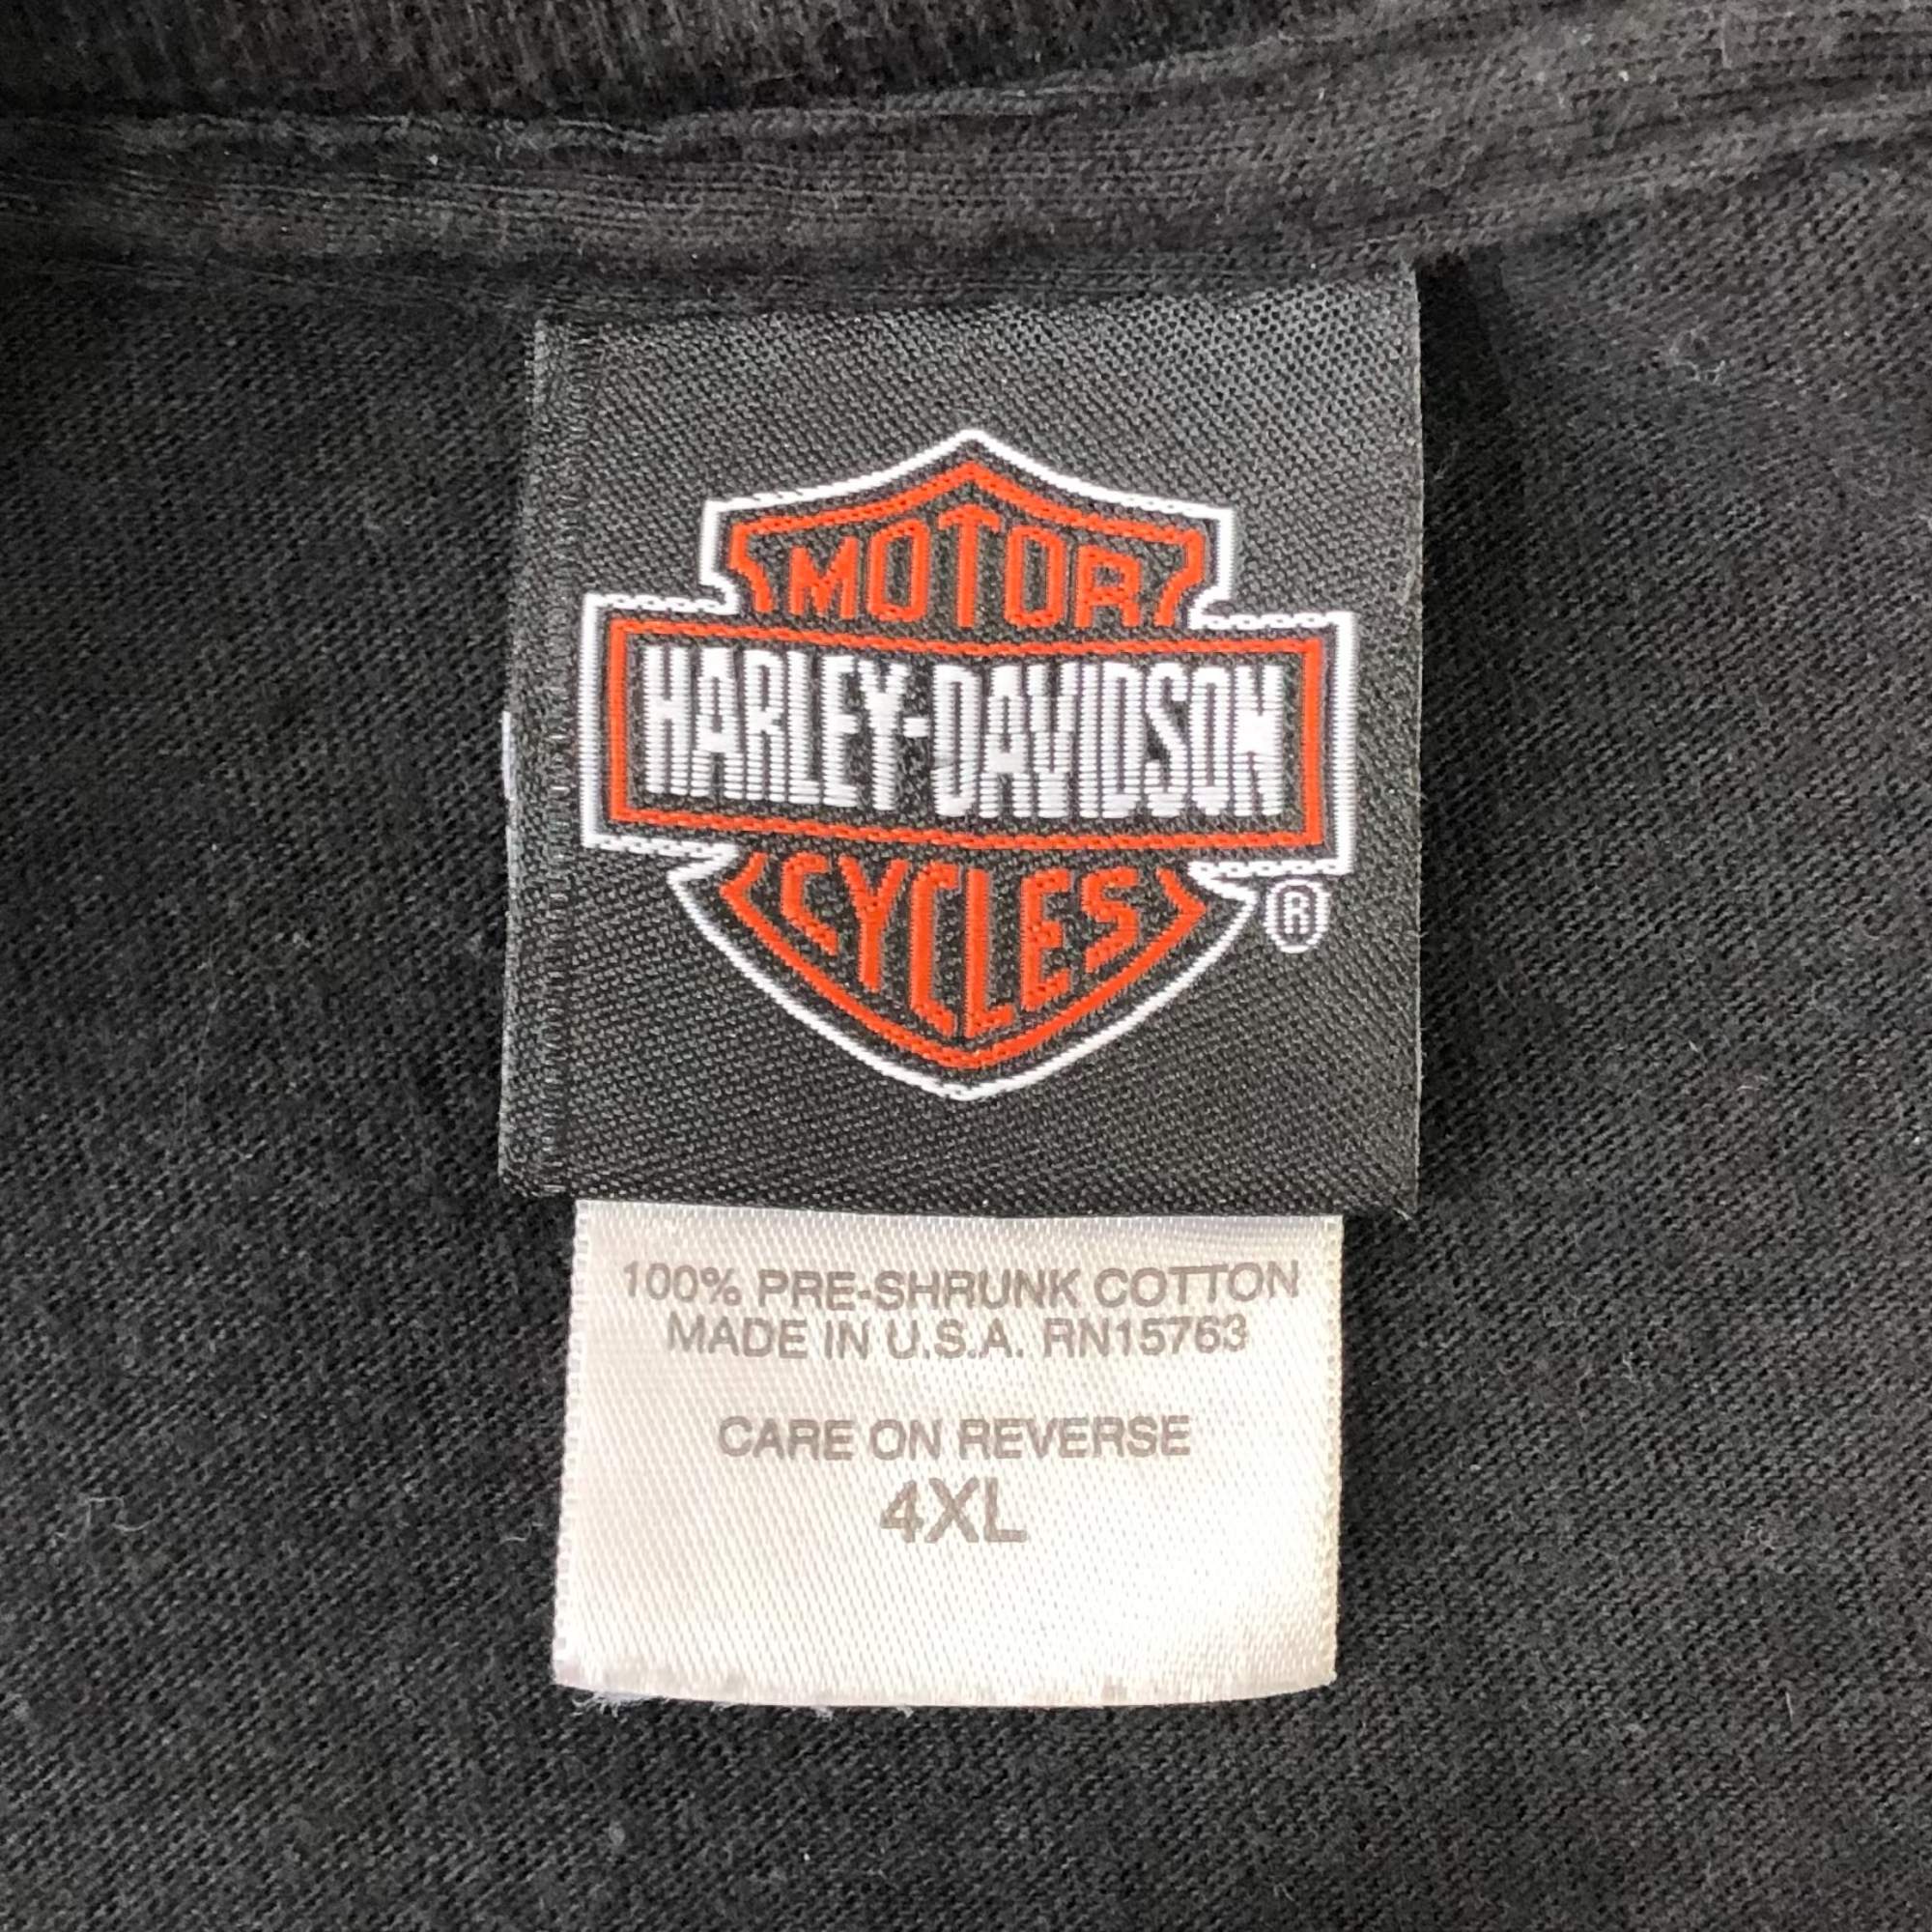 MOTOR
HARLEY-DAVIDSON
CYCLES
®
100% PRE-SHRUNK COTTON
MADE IN U.S.A. RN15763
CARE ON REVERSE
4XL